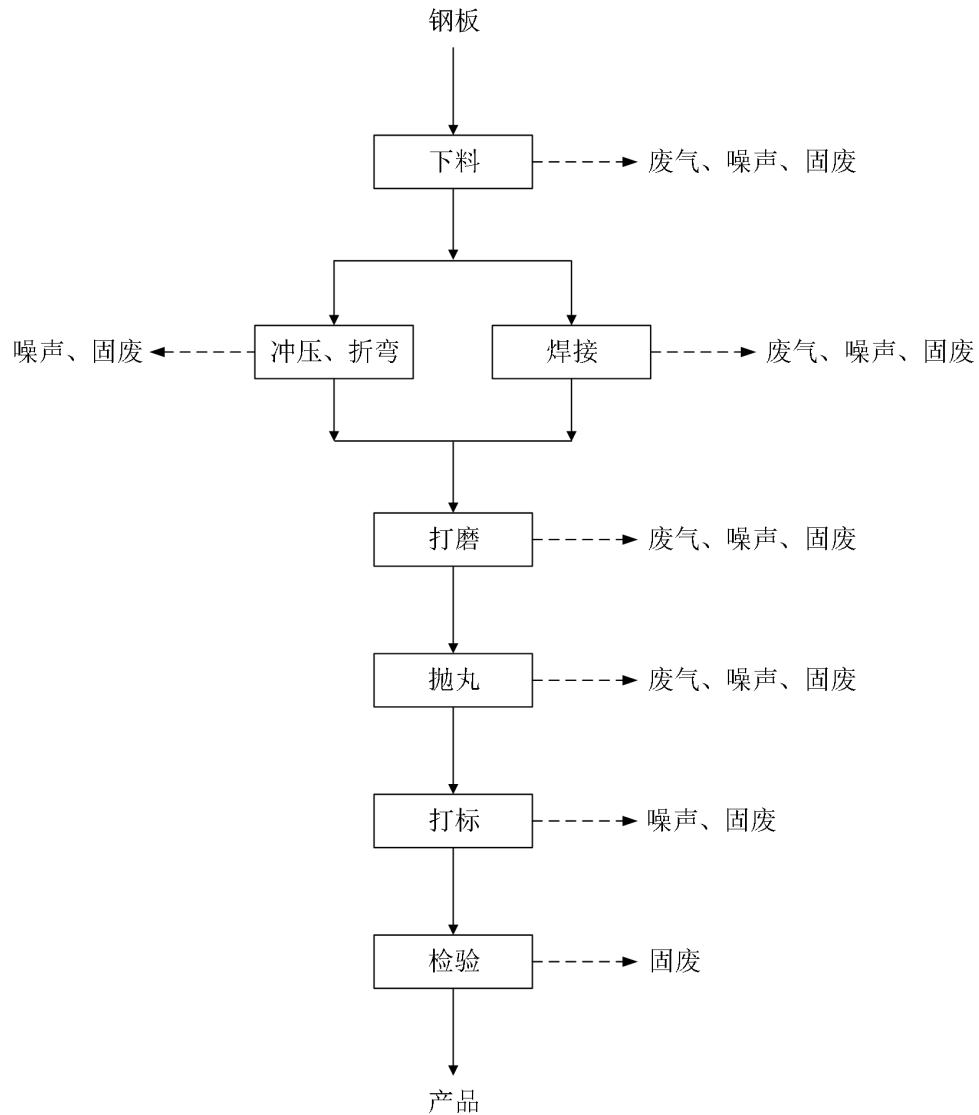 钢板
下料
废气、噪声、固废
噪声、固废
冲压、折弯
焊接
废气、噪声、固废
打磨
废气、噪声、固废
抛丸
废气、噪声、固废
打标
噪声、固废
检验
固废
产品